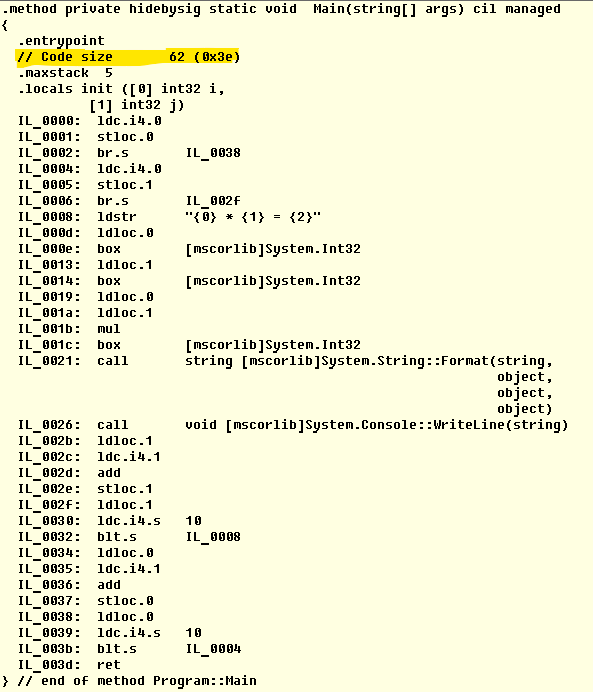 .method private hidebysig static void  Main(string[] args) cil managed
{
  .entrypoint
  // Code size       62 (0x3e)
  .maxstack  5
  .locals init ([0] int32 i,
           [1] int32 j)
  IL_0000:  ldc.i4.0
  IL_0001:  stloc.0
  IL_0002:  br.s       IL_0038
  IL_0004:  ldc.i4.0
  IL_0005:  stloc.1
  IL_0006:  br.s       IL_002f
  IL_0008:  ldstr      "{0} * {1} = {2}"
  IL_000d:  ldloc.0
  IL_000e:  box        [mscorlib]System.Int32
  IL_0013:  ldloc.1
  IL_0014:  box        [mscorlib]System.Int32
  IL_0019:  ldloc.0
  IL_001a:  ldloc.1
  IL_001b:  mul
  IL_001c:  box        [mscorlib]System.Int32
  IL_0021:  call       string [mscorlib]System.String::Format(string,
                                                              object,
                                                              object,
                                                              object)
  IL_0026:  call       void [mscorlib]System.Console::WriteLine(string)
  IL_002b:  ldloc.1
  IL_002c:  ldc.i4.1
  IL_002d:  add
  IL_002e:  stloc.1
  IL_002f:  ldloc.1
  IL_0030:  ldc.i4.s   10
  IL_0032:  blt.s      IL_0008
  IL_0034:  ldloc.0
  IL_0035:  ldc.i4.1
  IL_0036:  add
  IL_0037:  stloc.0
  IL_0038:  ldloc.0
  IL_0039:  ldc.i4.s   10
  IL_003b:  blt.s      IL_0004
  IL_003d:  ret
} // end of method Program::Main